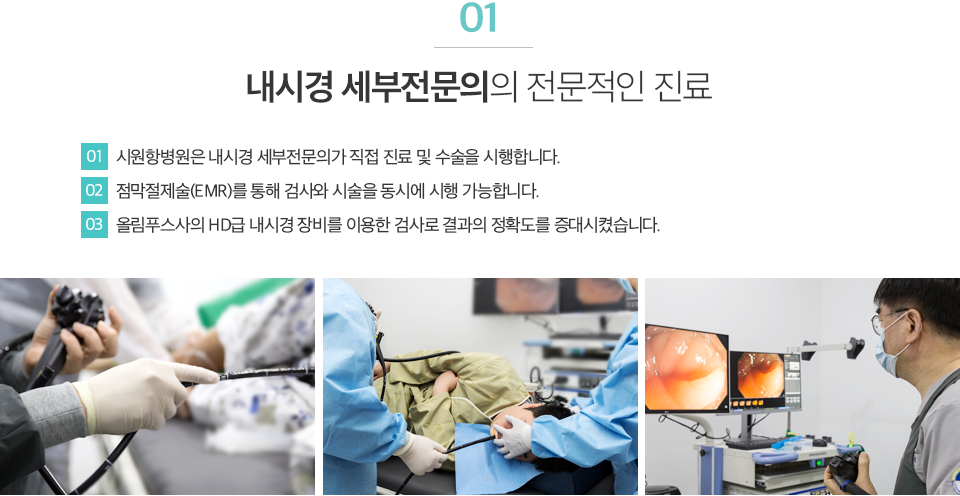 01
내시경 세부전문의의 전문적인 진료
01 시원항병원은 내시경 세부전문의가 직접 진료 및 수술을 시행합니다.
02 점막절제술(EMR)를 통해 검사와 시술을 동시에 시행 가능합니다.
03 올림푸스사의 HD급 내시경 장비를 이용한 검사로 결과의 정확도를 증대시켰습니다.